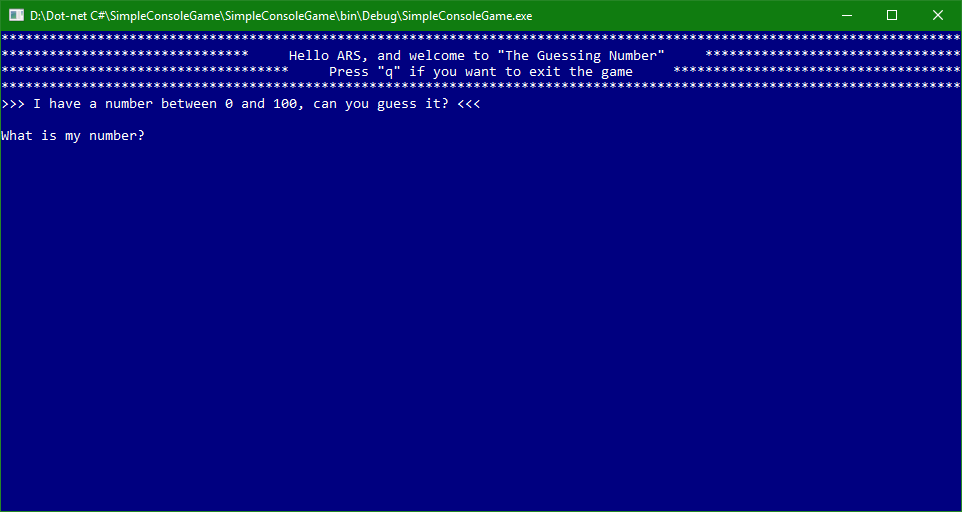 D:\Dot-net C#\SimpleConsoleGame\SimpleConsoleGame\bin\Debug\SimpleConsoleGame.exe
************************************************************************************************************************
*******************************     Hello ARS, and welcome to "The Guessing Number"     ********************************
************************************     Press "q" if you want to exit the game     ************************************
************************************************************************************************************************
>>> I have a number between 0 and 100, can you guess it? <<<
What is my number?